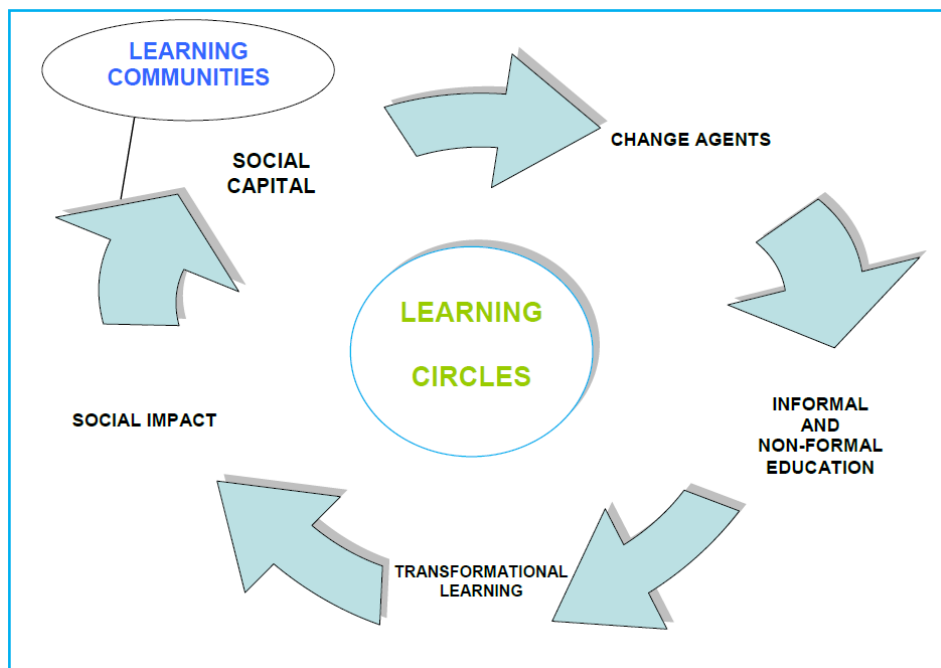 LEARNING
COMMUNITIES
SOCIAL
CAPITAL
CHANGE AGENTS
LEARNING
CIRCLES
INFORMAL
AND
NON-FORMAL
EDUCATION
TRANSFORMATIONAL
LEARNING
SOCIAL IMPACT